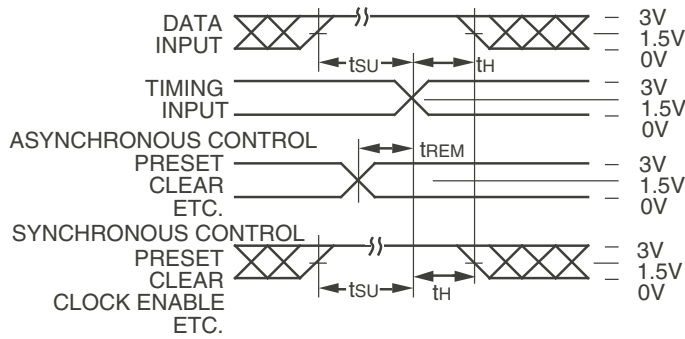 DATA
INPUT
tSU
tH
3V
1.5V
0V
TIMING
INPUT
3V
1.5V
0V
ASYNCHRONOUS CONTROL
tREM
PRESET
CLEAR
ETC.
3V
1.5V
0V
SYNCHRONOUS CONTROL
PRESET
CLEAR
CLOCK ENABLE
ETC.
tSU
tH
3V
1.5V
0V